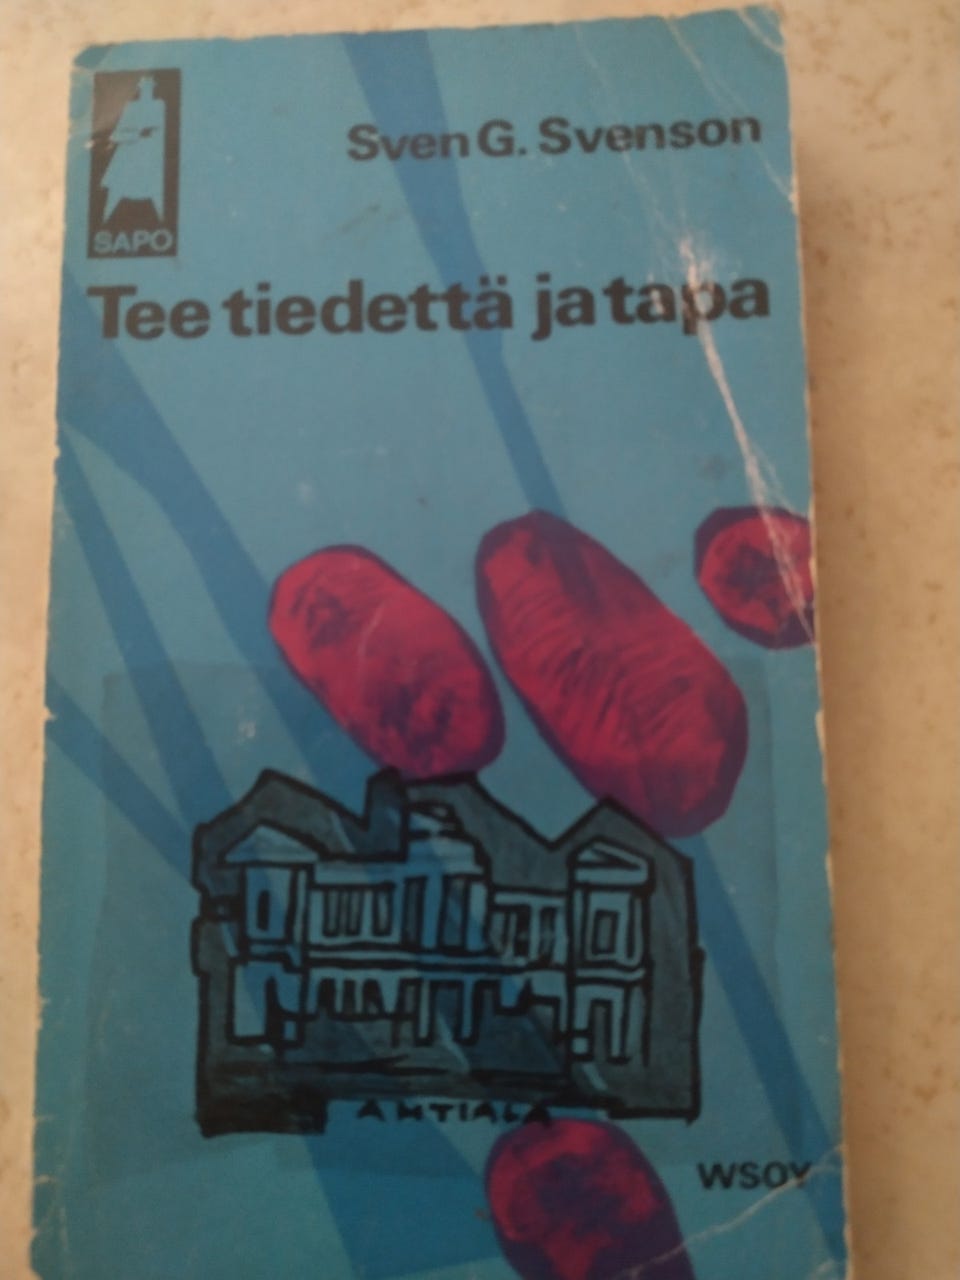 Sven G. Svenson
SAPO
Tee tiedettä ja tapa
AHTIALA
WSOY